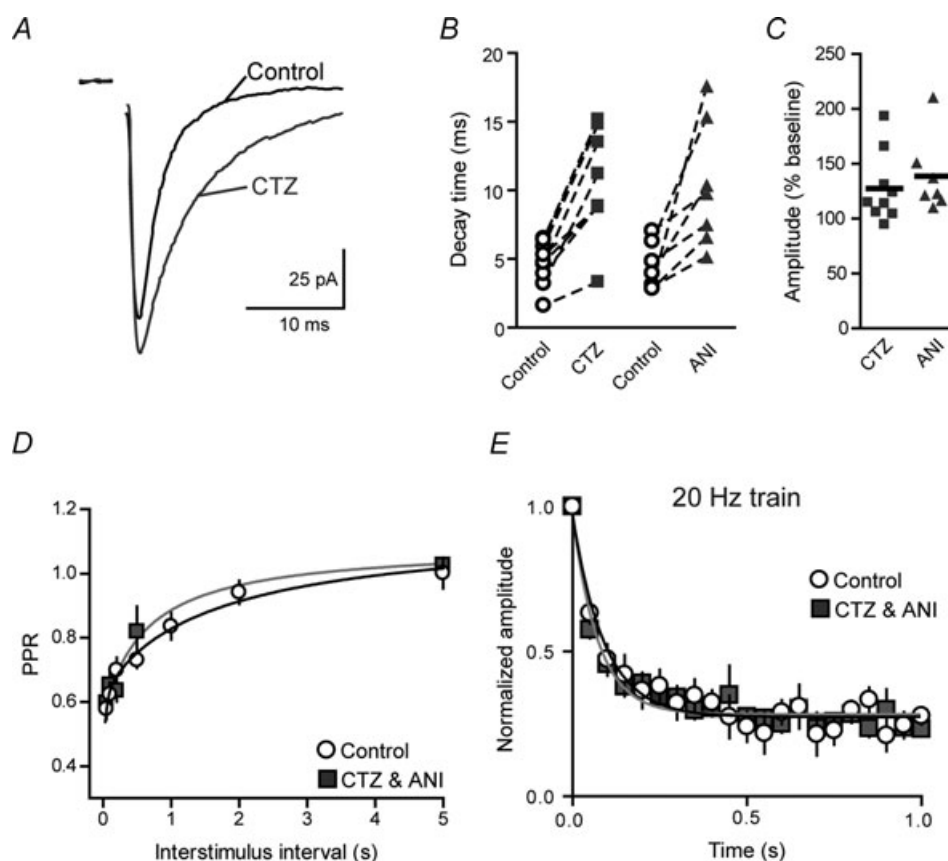 A
Control
CTZ
25 pA
10 ms
B
Decay time (ms)
20
15
10
5
0
Control
CTZ
Control
ANI
C
Amplitude (% baseline)
250
200
150
100
50
0
CTZ
ANI
D
PPR
1.2
1.0
0.8
0.6
0.4
0 1 2 3 4 5
Interstimulus interval (s)
Control
CTZ & ANI
E
20 Hz train
Normalized amplitude
1.0
0.5
0.0
0.0 0.5 1.0
Time (s)
Control
CTZ & ANI